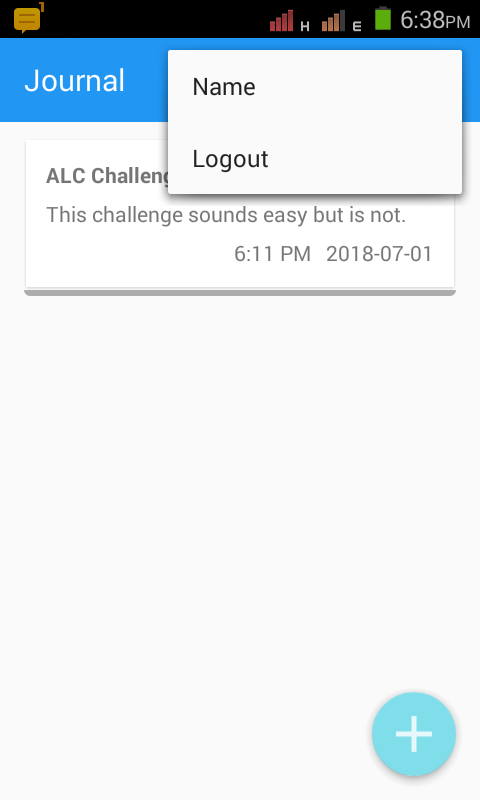 1
H E 6:38PM
Journal
Name
Logout
ALC Challeng
This challenge sounds easy but is not.
6:11 PM 2018-07-01